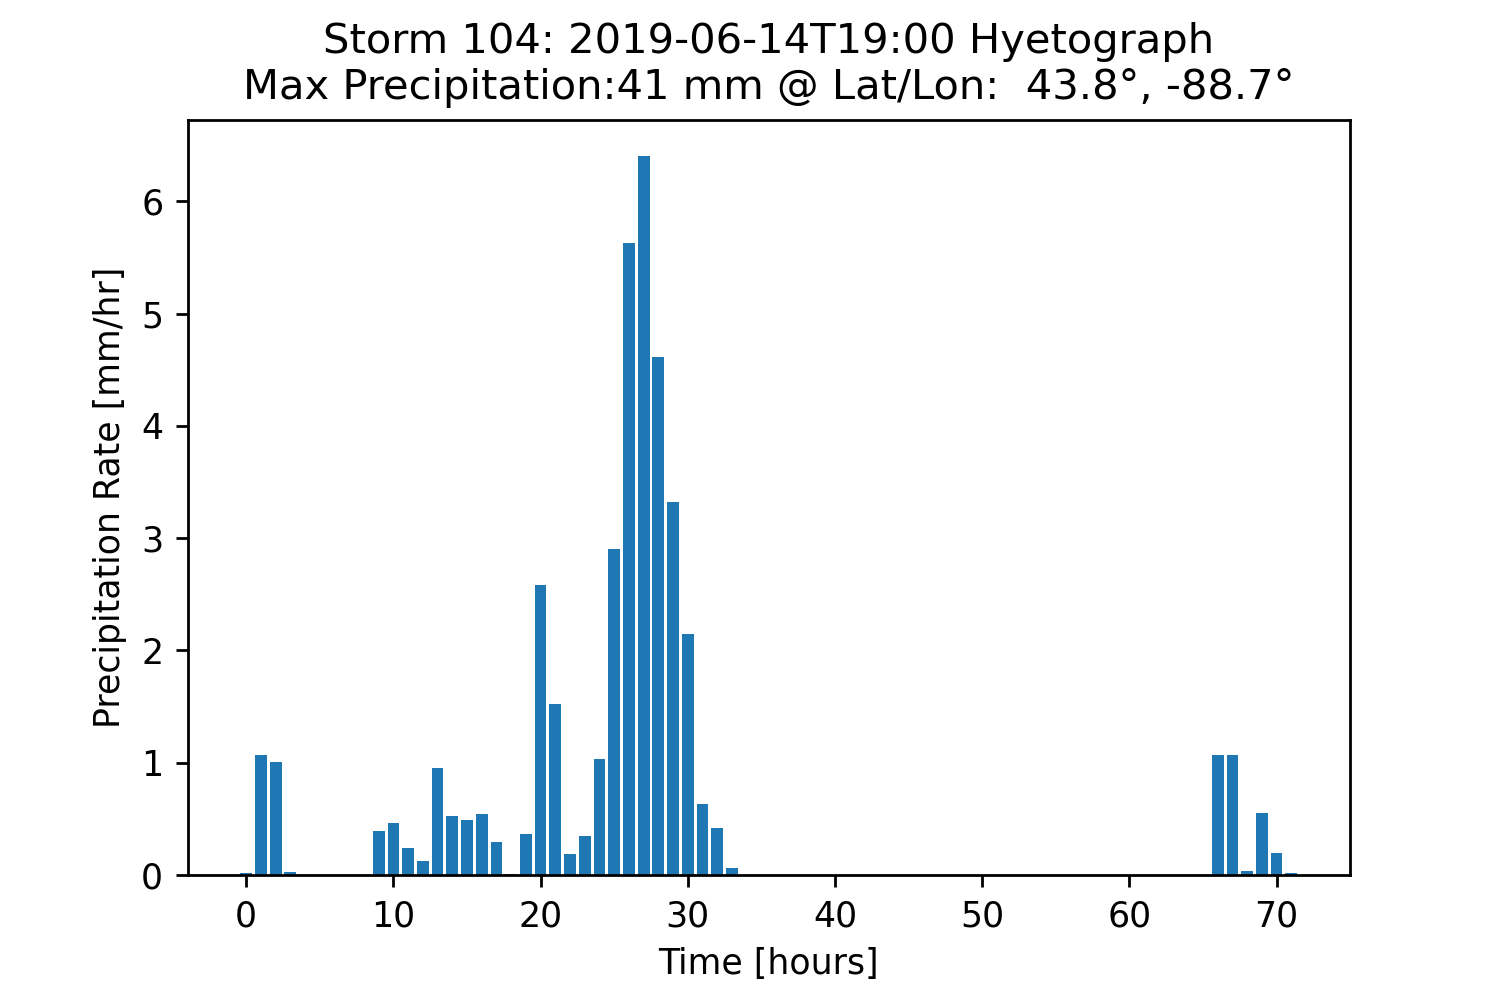 Storm 104: 2019-06-14T19:00 Hyetograph
Max Precipitation:41 mm @ Lat/Lon:  43.8°, -88.7°
Precipitation Rate [mm/hr]
6
5
4
3
2
1
0
0 10 20 30 40 50 60 70
Time [hours]